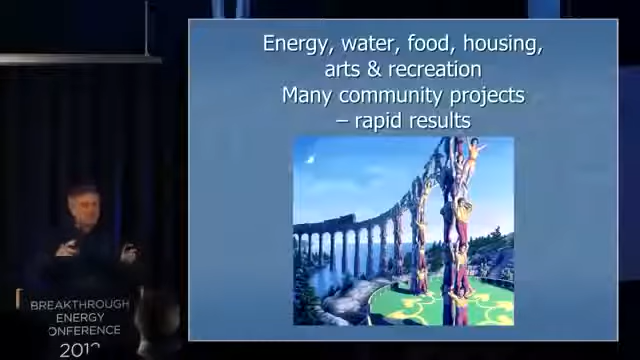 Energy, water, food, housing,
arts & recreation
Many community projects
– rapid results
BREAKTHROUGH
ENERGY
CONFERENCE